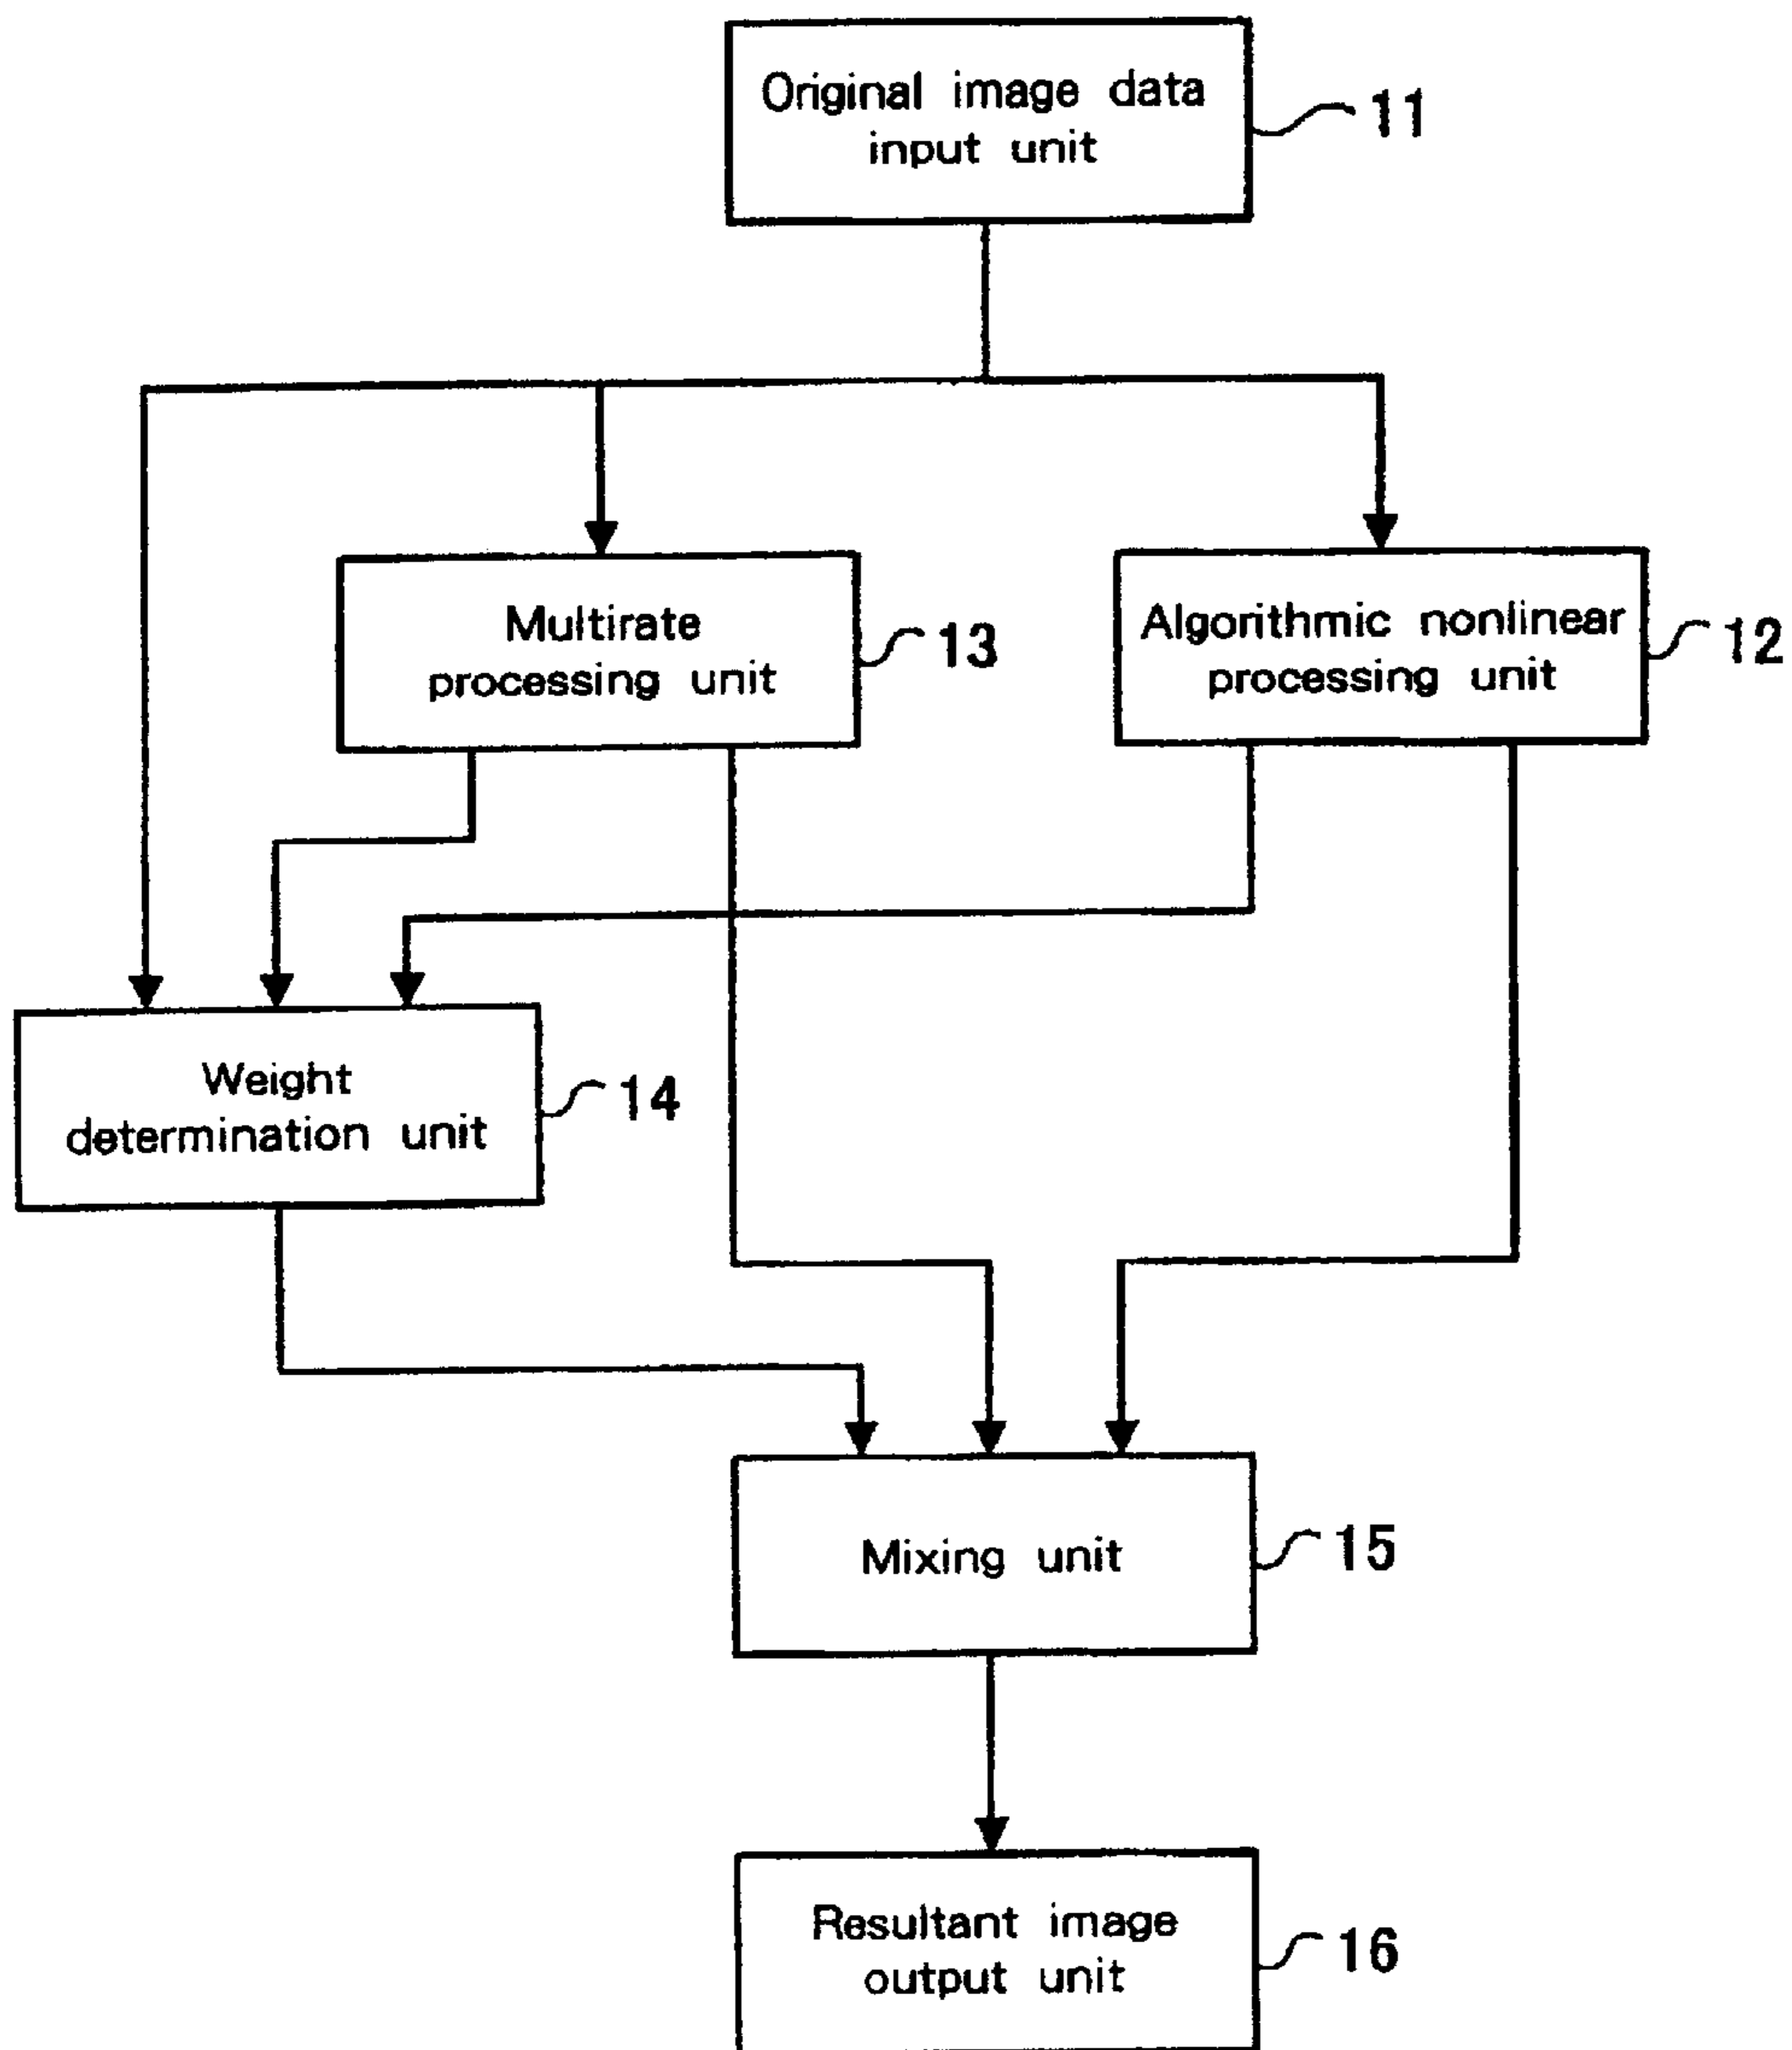 Original image data
input unit
11
Multirate
processing unit
13
Algorithmic nonlinear
processing unit
12
Weight
determination unit
14
Mixing unit
15
Resultant image
output unit
16